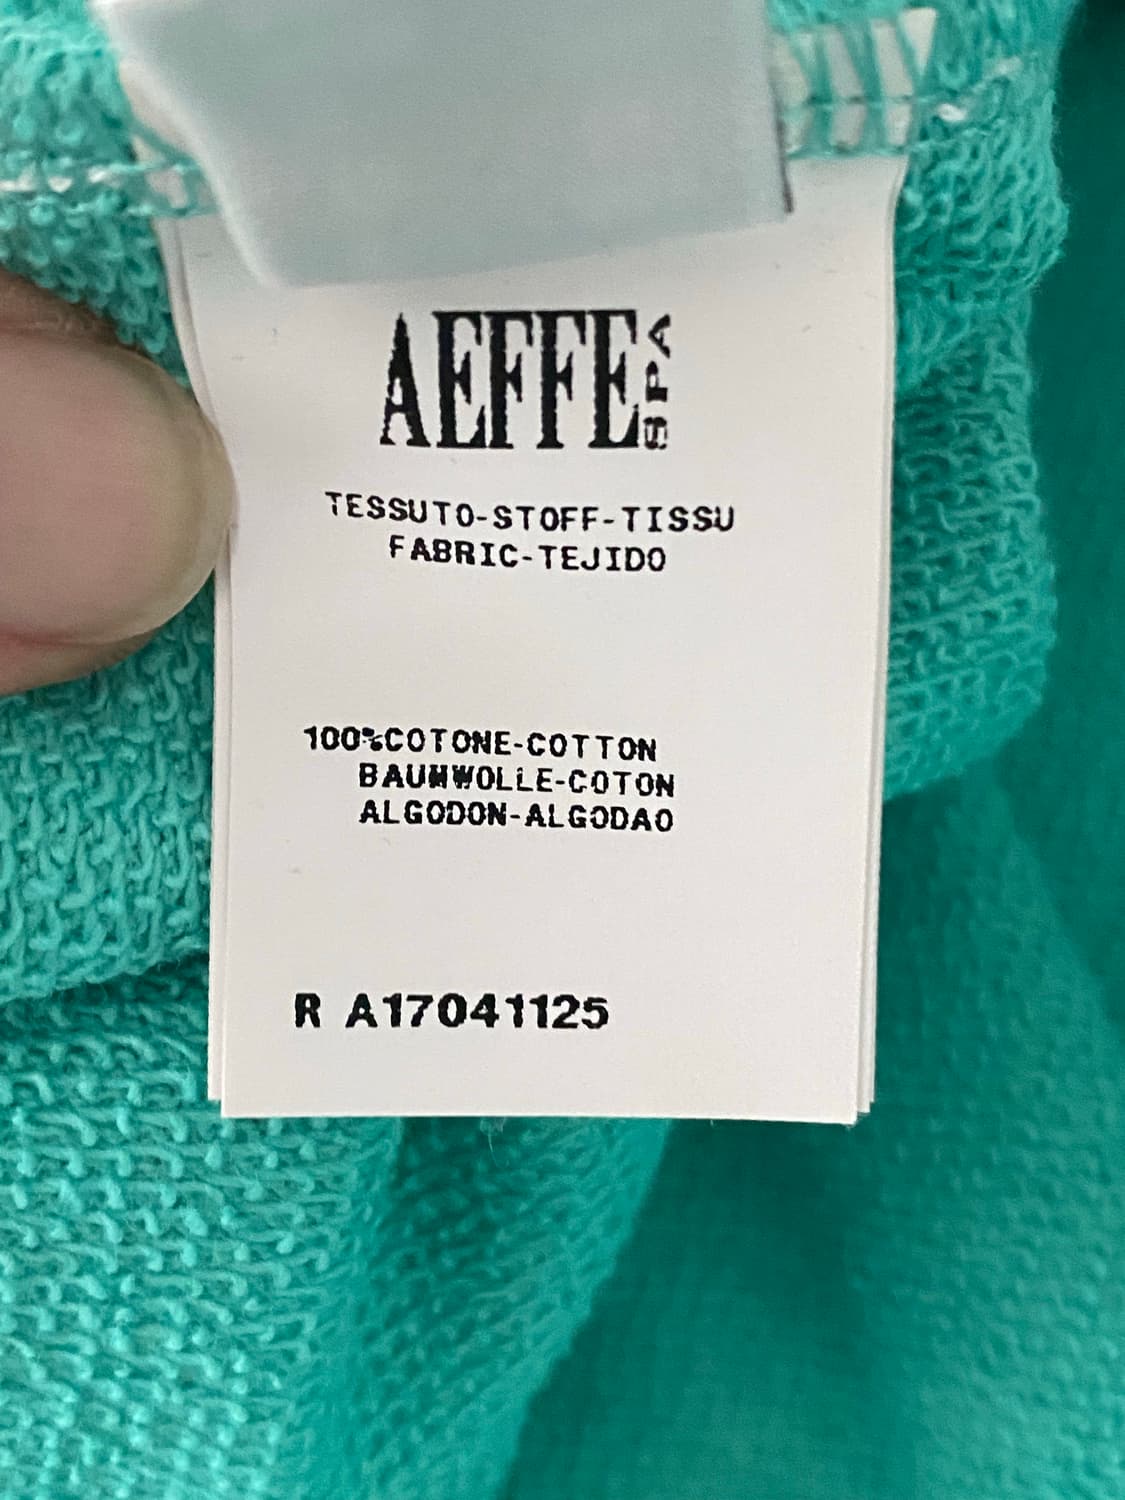 AEFFE SPA
TESSUTO-STOFF-TISSU
FABRIC-TEJIDO
100%COTONE-COTTON
BAUMWOLLE-COTON
ALGODON-ALGODAO
R A17041125